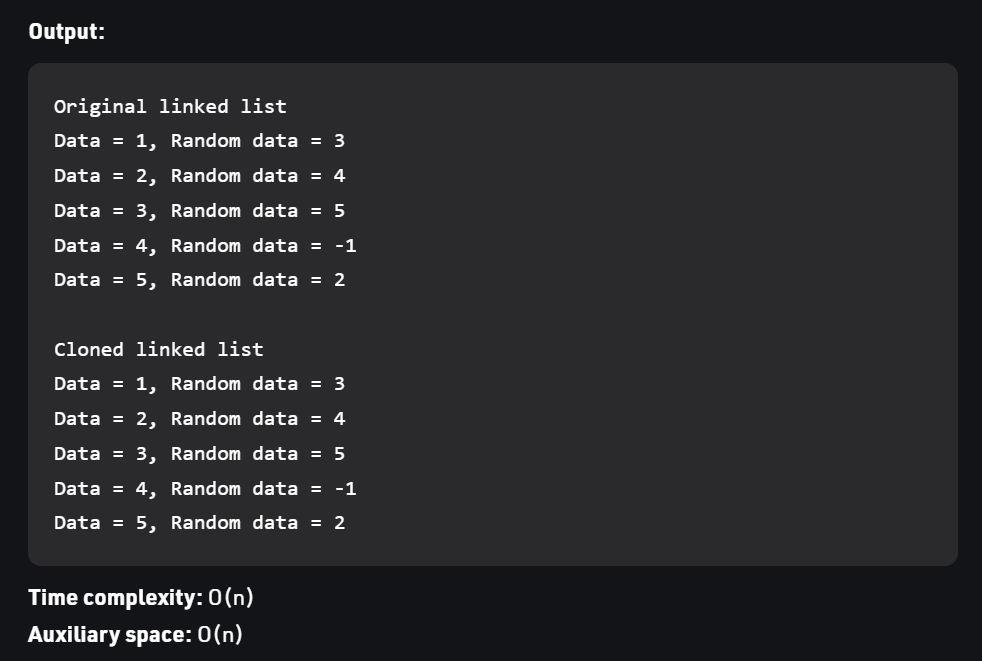 Output:
Original linked list
Data = 1, Random data = 3
Data = 2, Random data = 4
Data = 3, Random data = 5
Data = 4, Random data = -1
Data = 5, Random data = 2
Cloned linked list
Data = 1, Random data = 3
Data = 2, Random data = 4
Data = 3, Random data = 5
Data = 4, Random data = -1
Data = 5, Random data = 2
Time complexity: O(n)
Auxiliary space: O(n)